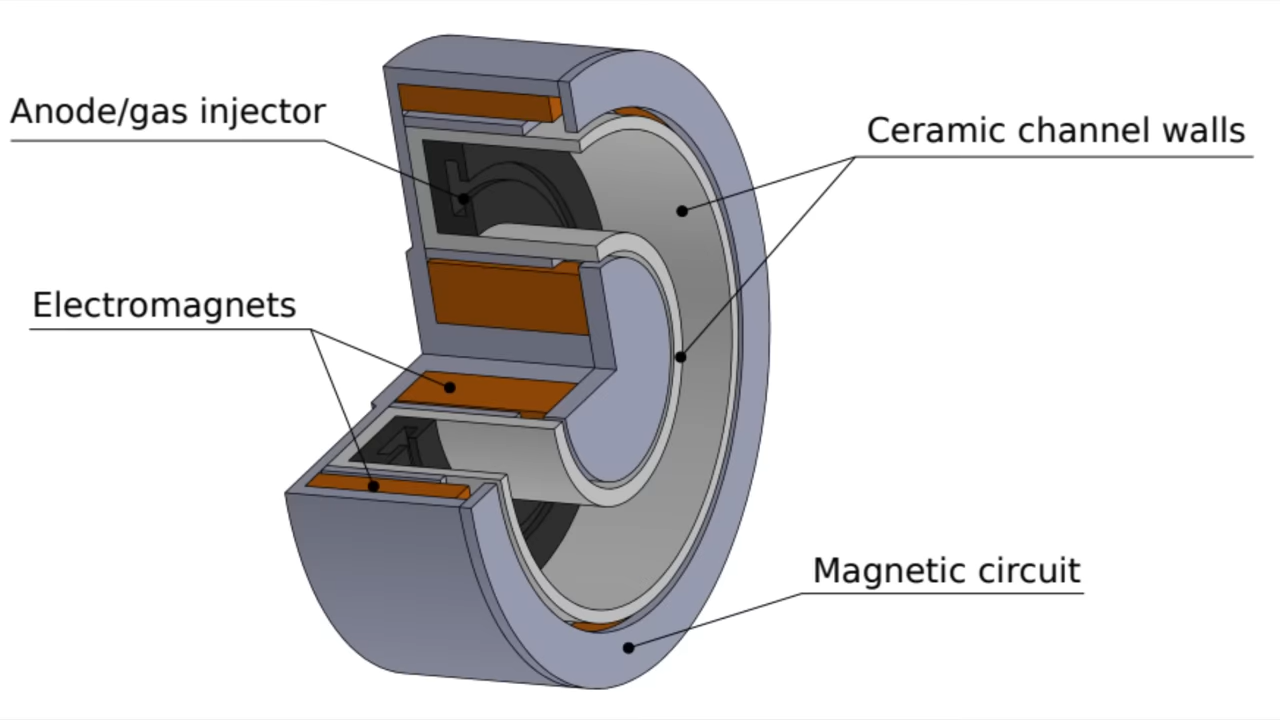 Anode/gas injector
Ceramic channel walls
Electromagnets
Magnetic circuit